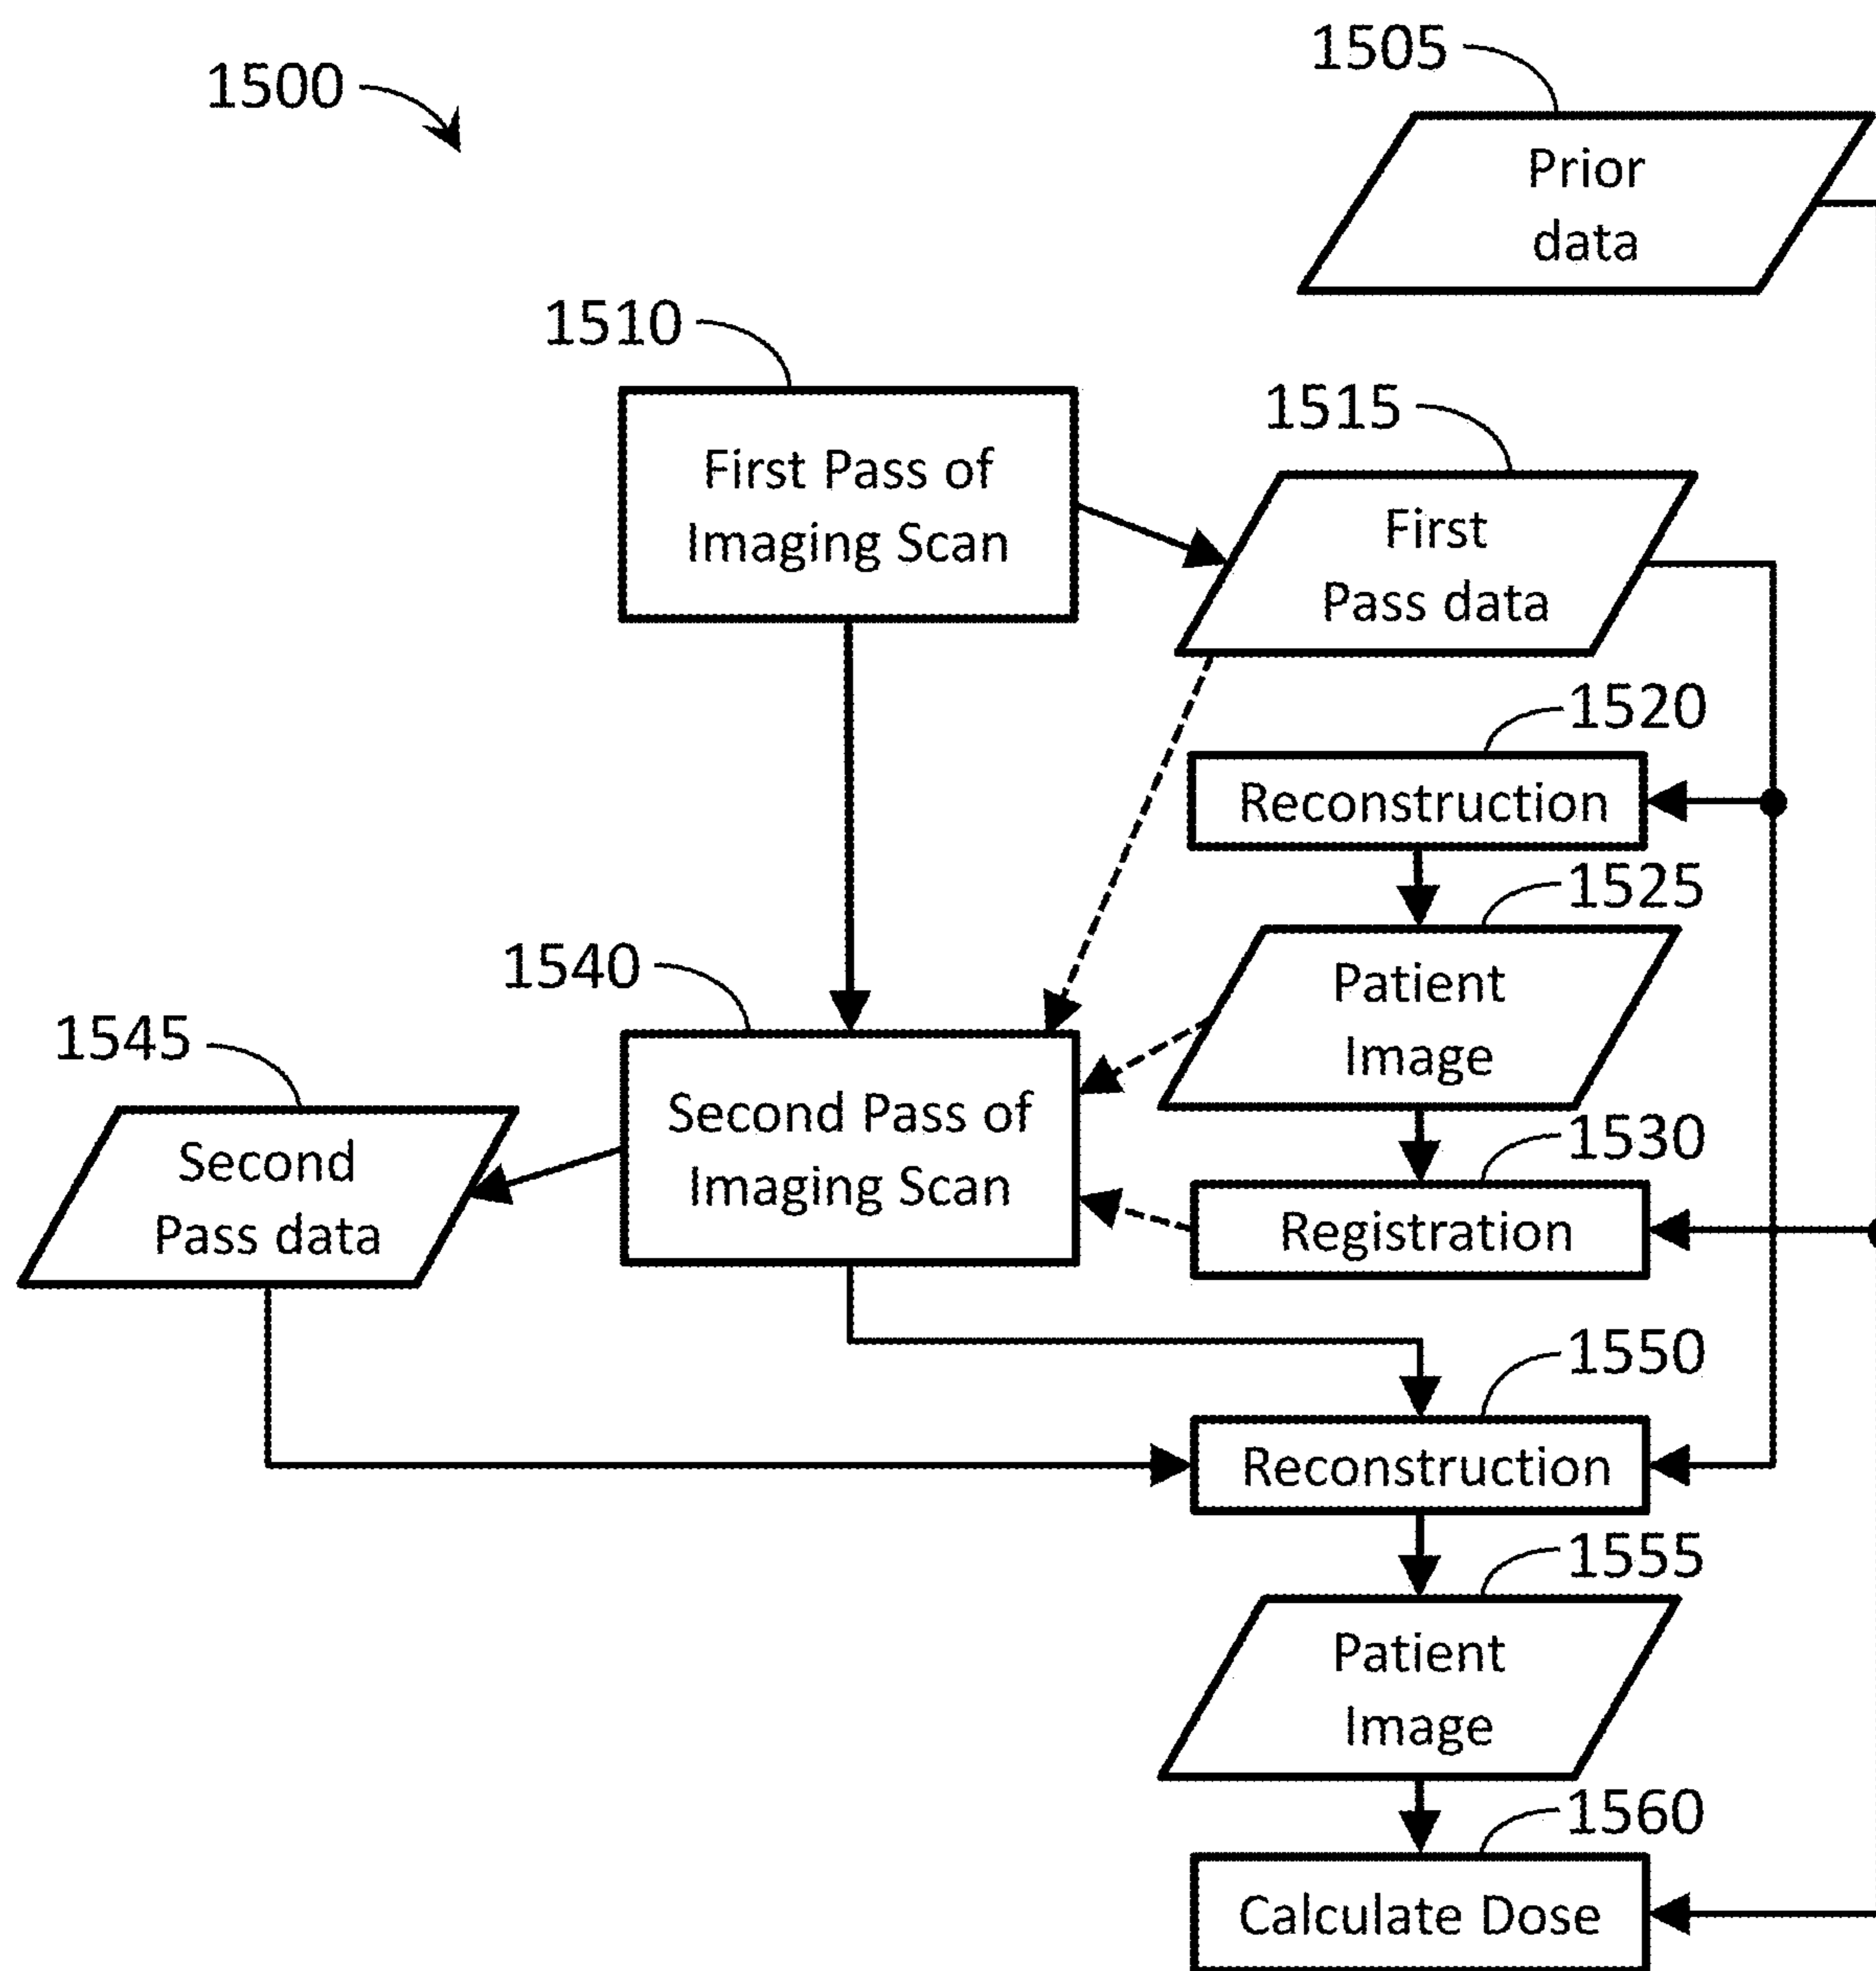 1500
1505
Prior
data
1510
First Pass of
Imaging Scan
1515
First
Pass data
1520
Reconstruction
1525
Patient
Image
1540
Second Pass of
Imaging Scan
1545
Second
Pass data
1530
Registration
1550
Reconstruction
1555
Patient
Image
1560
Calculate Dose